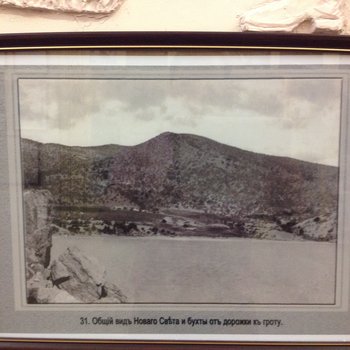 31. Общій видъ Новаго Свѣта и бухты отъ дорожки къ гроту.